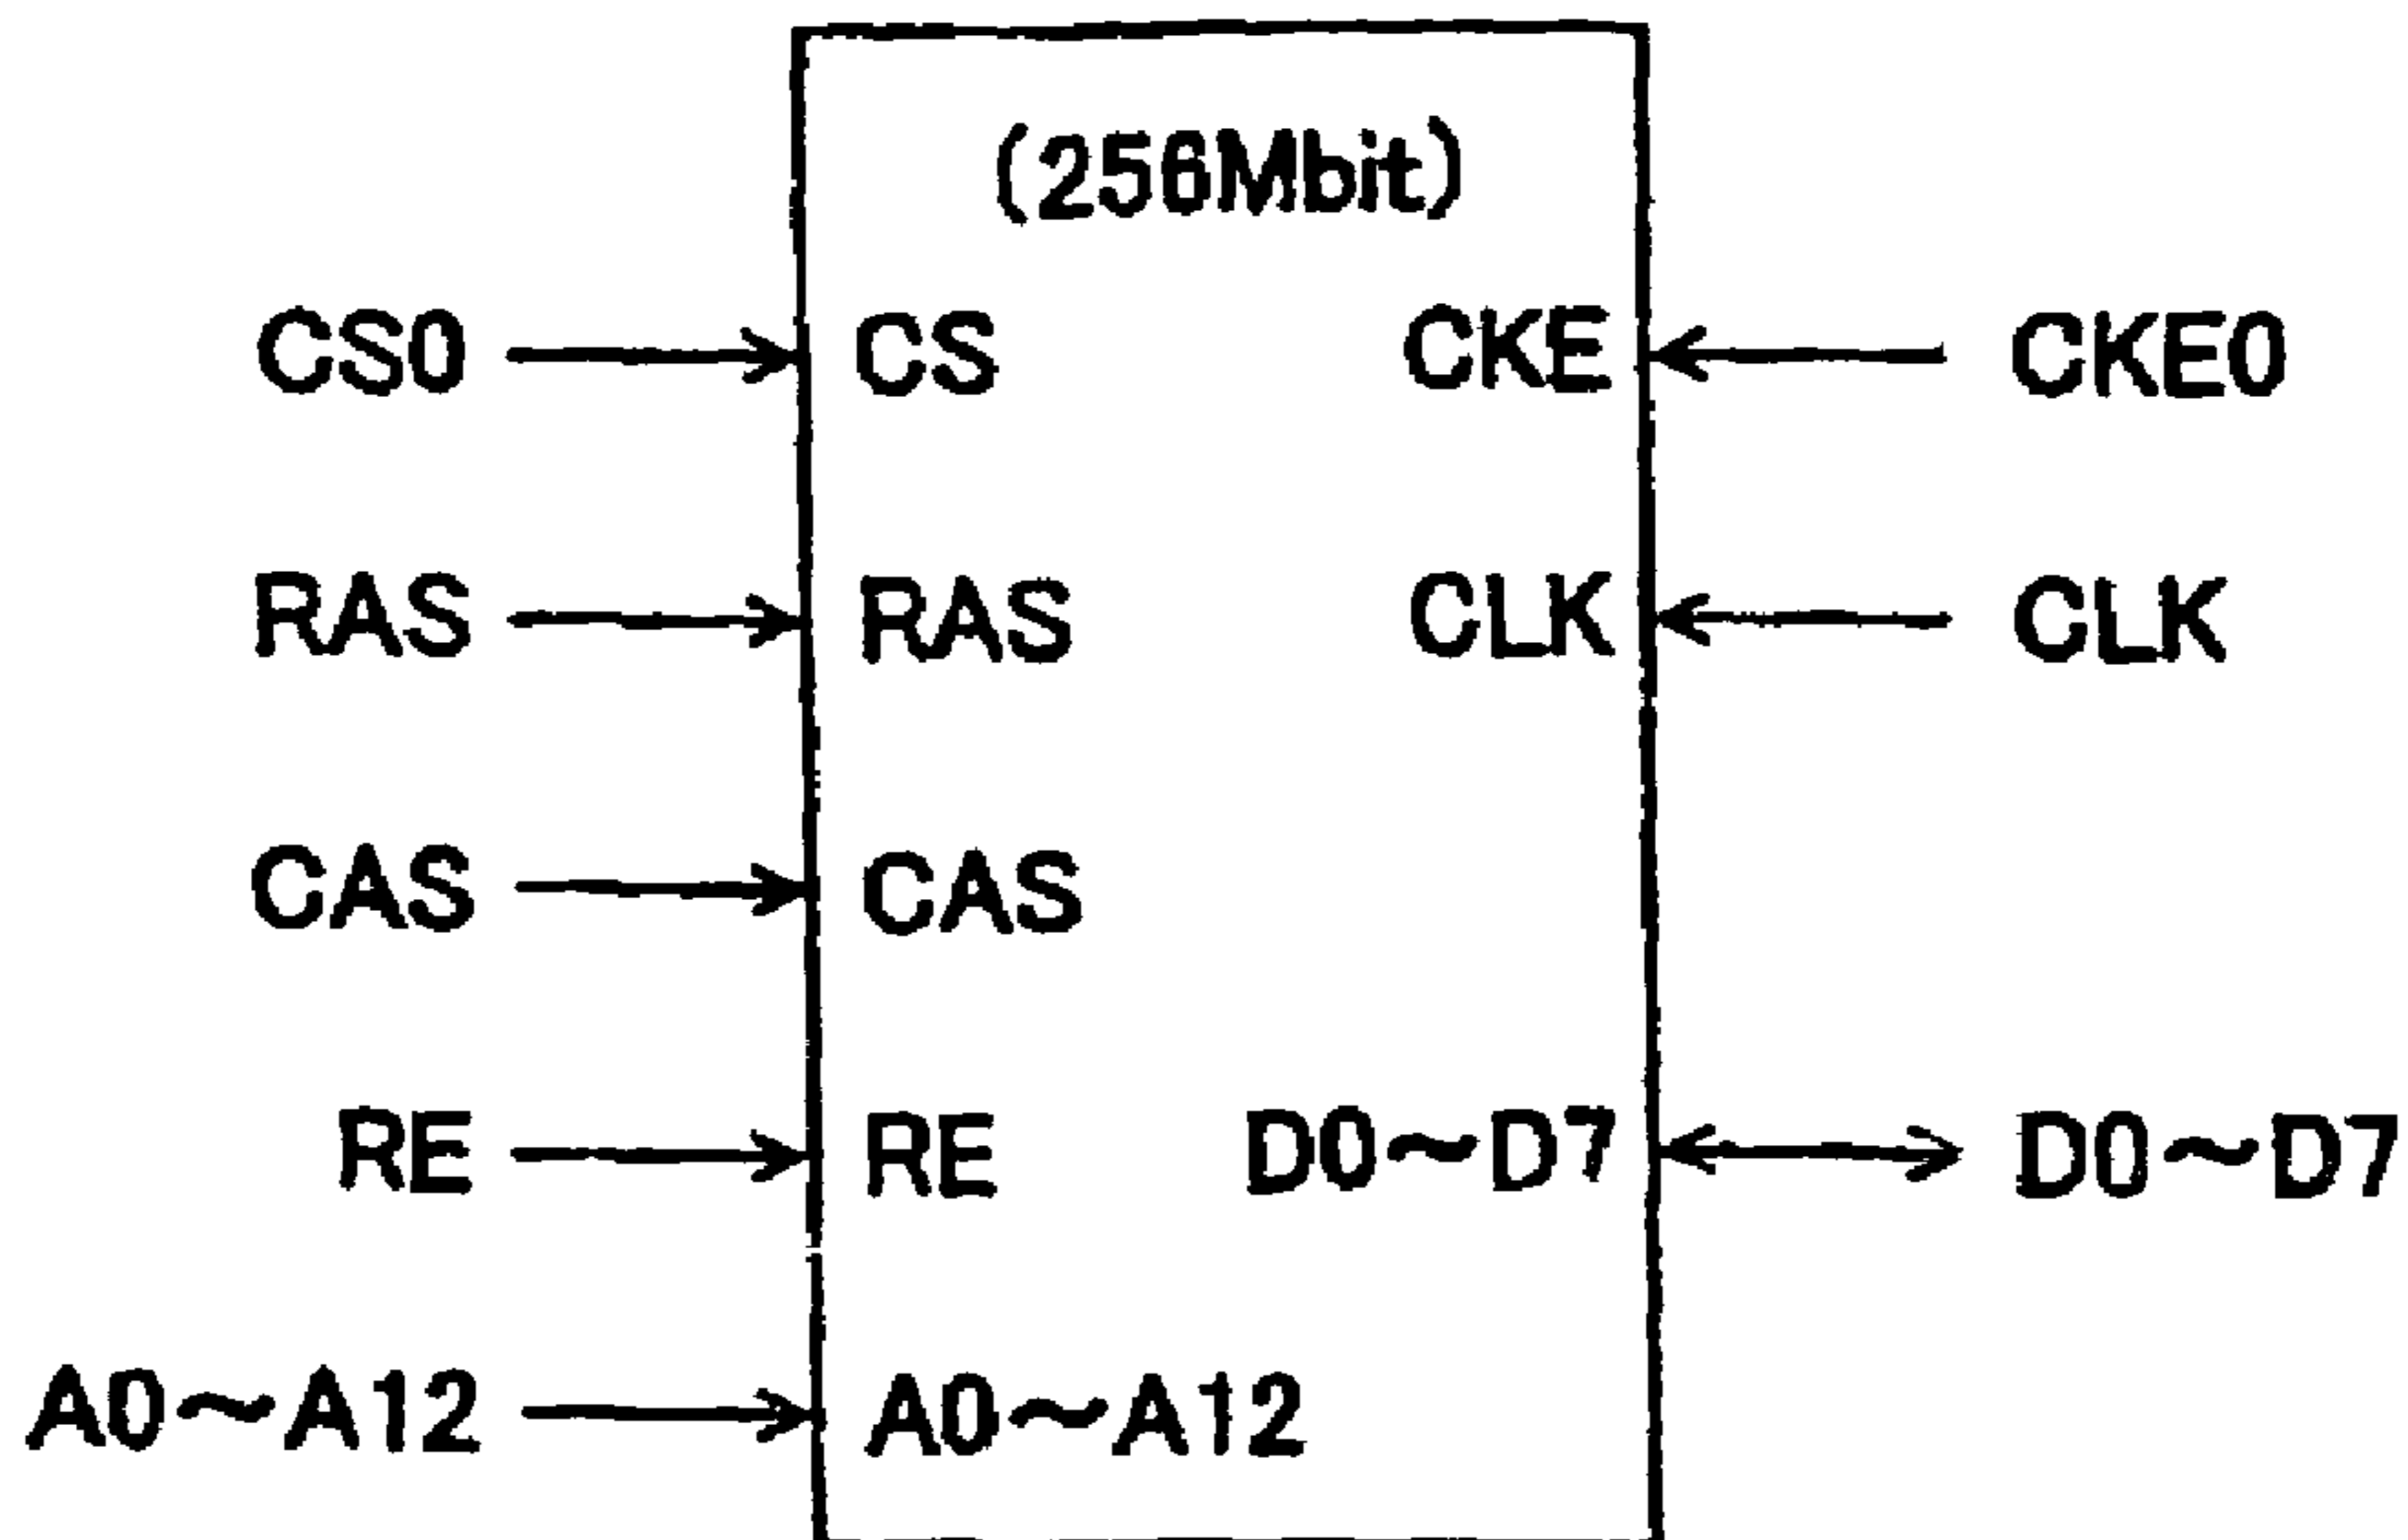 (256Mbit)
CS0 CS CKE CKE0
RAS RAS CLK CLK
CAS CAS
RE RE D0~D7 D0~D7
A0~A12 A0~A12